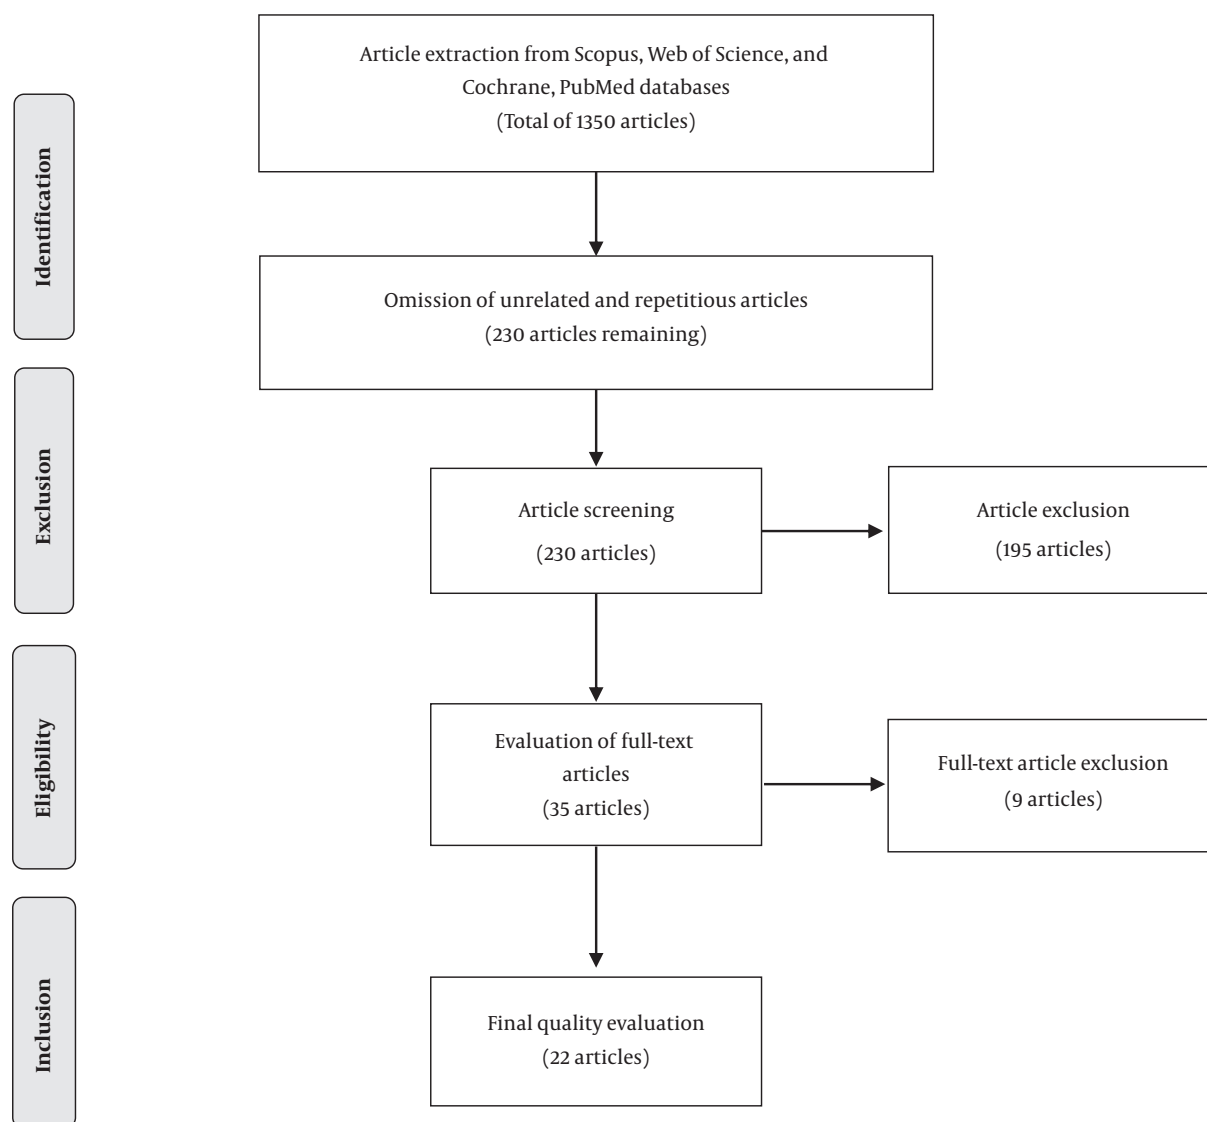 Article extraction from Scopus, Web of Science, and
Cochrane, PubMed databases
(Total of 1350 articles)
Identification
Omission of unrelated and repetitious articles
(230 articles remaining)
Exclusion
Article screening
(230 articles)
Article exclusion
(195 articles)
Eligibility
Evaluation of full-text
articles
(35 articles)
Full-text article exclusion
(9 articles)
Inclusion
Final quality evaluation
(22 articles)